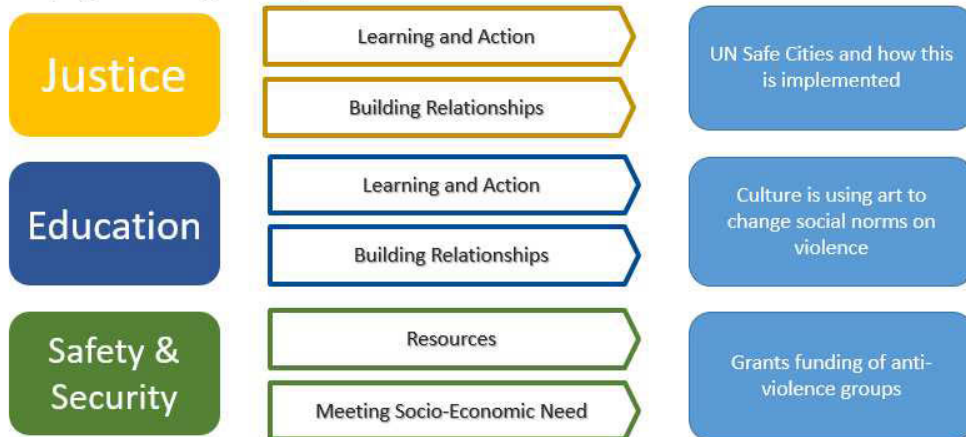 Justice
Learning and Action
Building Relationships
UN Safe Cities and how this
is implemented
Education
Learning and Action
Building Relationships
Culture is using art to
change social norms on
violence
Safety &
Security
Resources
Meeting Socio-Economic Need
Grants funding of anti-
violence groups